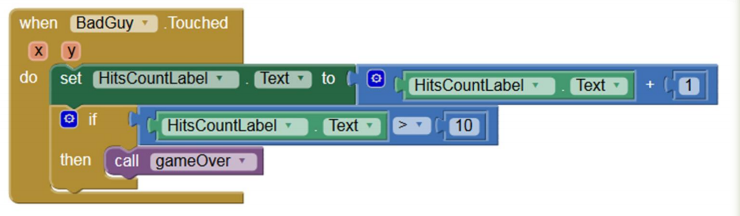 when BadGuy .Touched
x y
do set HitsCountLabel . Text to HitsCountLabel . Text + 1
if HitsCountLabel . Text > 10
then call gameOver